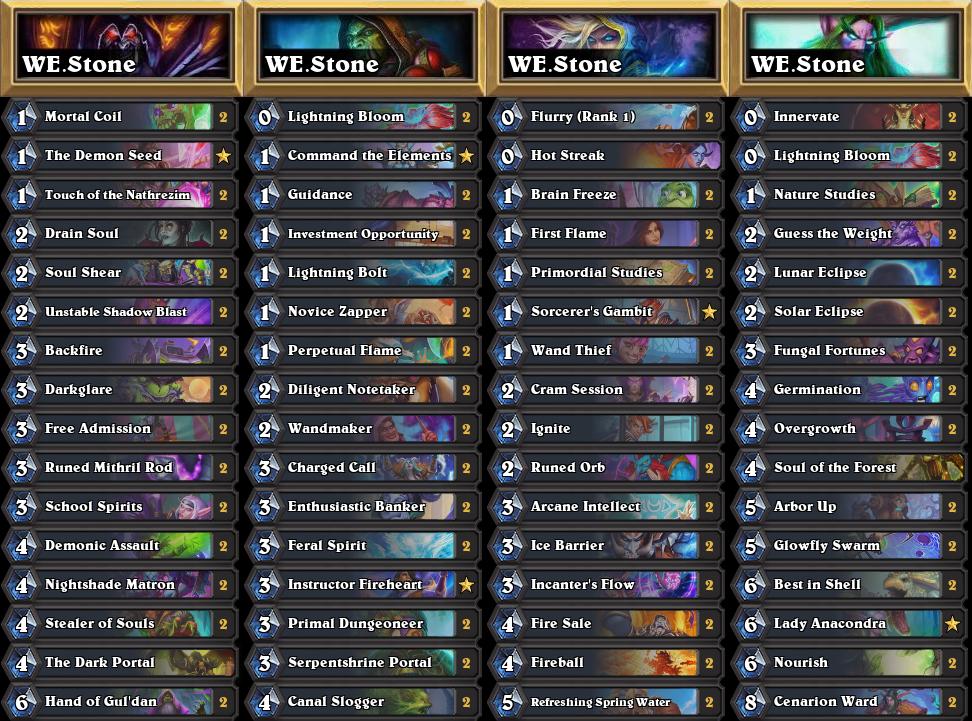 WE.Stone
1 Mortal Coil 2
1 The Demon Seed
1 Touch of the Nathrezim 2
2 Drain Soul 2
2 Soul Shear 2
2 Unstable Shadow Blast 2
3 Backfire 2
3 Darkglare 2
3 Free Admission 2
3 Runed Mithril Rod 2
3 School Spirits 2
4 Demonic Assault 2
4 Nightshade Matron 2
4 Stealer of Souls 2
4 The Dark Portal
6 Hand of Gul'dan 2
WE.Stone
0 Lightning Bloom 2
1 Command the Elements
1 Guidance 2
1 Investment Opportunity 2
1 Lightning Bolt 2
1 Novice Zapper 2
1 Perpetual Flame 2
2 Diligent Notetaker 2
2 Wandmaker 2
3 Charged Call 2
3 Enthusiastic Banker 2
3 Feral Spirit 2
3 Instructor Fireheart
3 Primal Dungeoneer 2
3 Serpentshrine Portal 2
4 Canal Slogger 2
WE.Stone
0 Flurry (Rank 1) 2
0 Hot Streak
1 Brain Freeze 2
1 First Flame 2
1 Primordial Studies 2
1 Sorcerer's Gambit
1 Wand Thief 2
2 Cram Session 2
2 Ignite 2
2 Runed Orb 2
3 Arcane Intellect 2
3 Ice Barrier 2
3 Incanter's Flow 2
4 Fire Sale 2
4 Fireball 2
5 Refreshing Spring Water 2
WE.Stone
0 Innervate 2
0 Lightning Bloom 2
1 Nature Studies 2
2 Guess the Weight 2
2 Lunar Eclipse 2
2 Solar Eclipse 2
3 Fungal Fortunes 2
4 Germination 2
4 Overgrowth 2
4 Soul of the Forest
5 Arbor Up 2
5 Glowfly Swarm 2
6 Best in Shell 2
6 Lady Anacondra
6 Nourish 2
8 Cenarion Ward 2